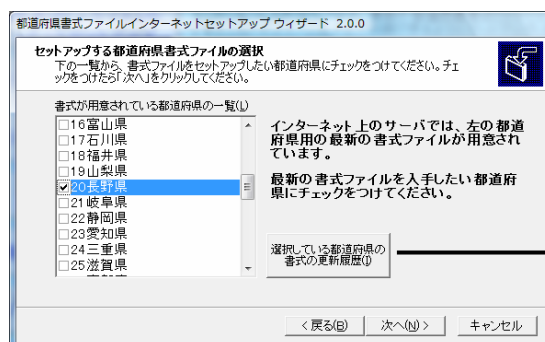 都道府県書式ファイルインターネットセットアップ ウィザード 2.0.0
セットアップする都道府県書式ファイルの選択
下の一覧から、書式ファイルをセットアップしたい都道府県にチェックをつけてください。チェ
ックをつけたら「次へ」をクリックしてください。
書式が用意されている都道府県の一覧(L)
16富山県
17石川県
18福井県
19山梨県
20長野県
21岐阜県
22静岡県
23愛知県
24三重県
25滋賀県
インターネット上のサーバでは、左の都道
府県用の最新の書式ファイルが用意され
ています。
最新の書式ファイルを入手したい都道府
県にチェックをつけてください。
選択している都道府県の
書式の更新履歴(I)
< 戻る(B)
次へ(N) >
キャンセル